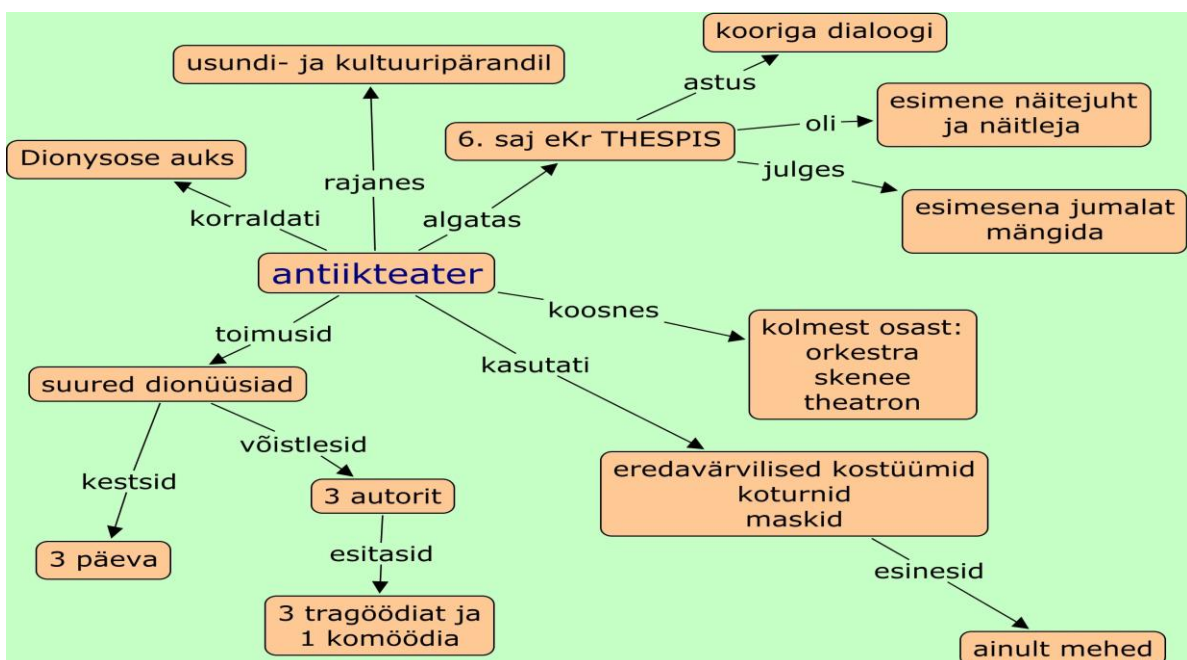 kooriga dialoogi
usundi- ja kultuuripärandil
astus
esimene näitejuht
ja näitleja
oli
6. saj eKr THESPIS
Dionysose auks
julges
rajanes
esimesena jumalat
mängida
korraldati
algatas
antiikteater
koosnes
toimusid
kolmest osast:
orkestra
skenee
theatron
kasutati
suured dionüüsiad
võistlesid
eredavärvilised kostüümid
koturnid
maskid
kestsid
3 autorit
3 päeva
esitasid
esinesid
3 tragöödiat ja
1 komöödia
ainult mehed